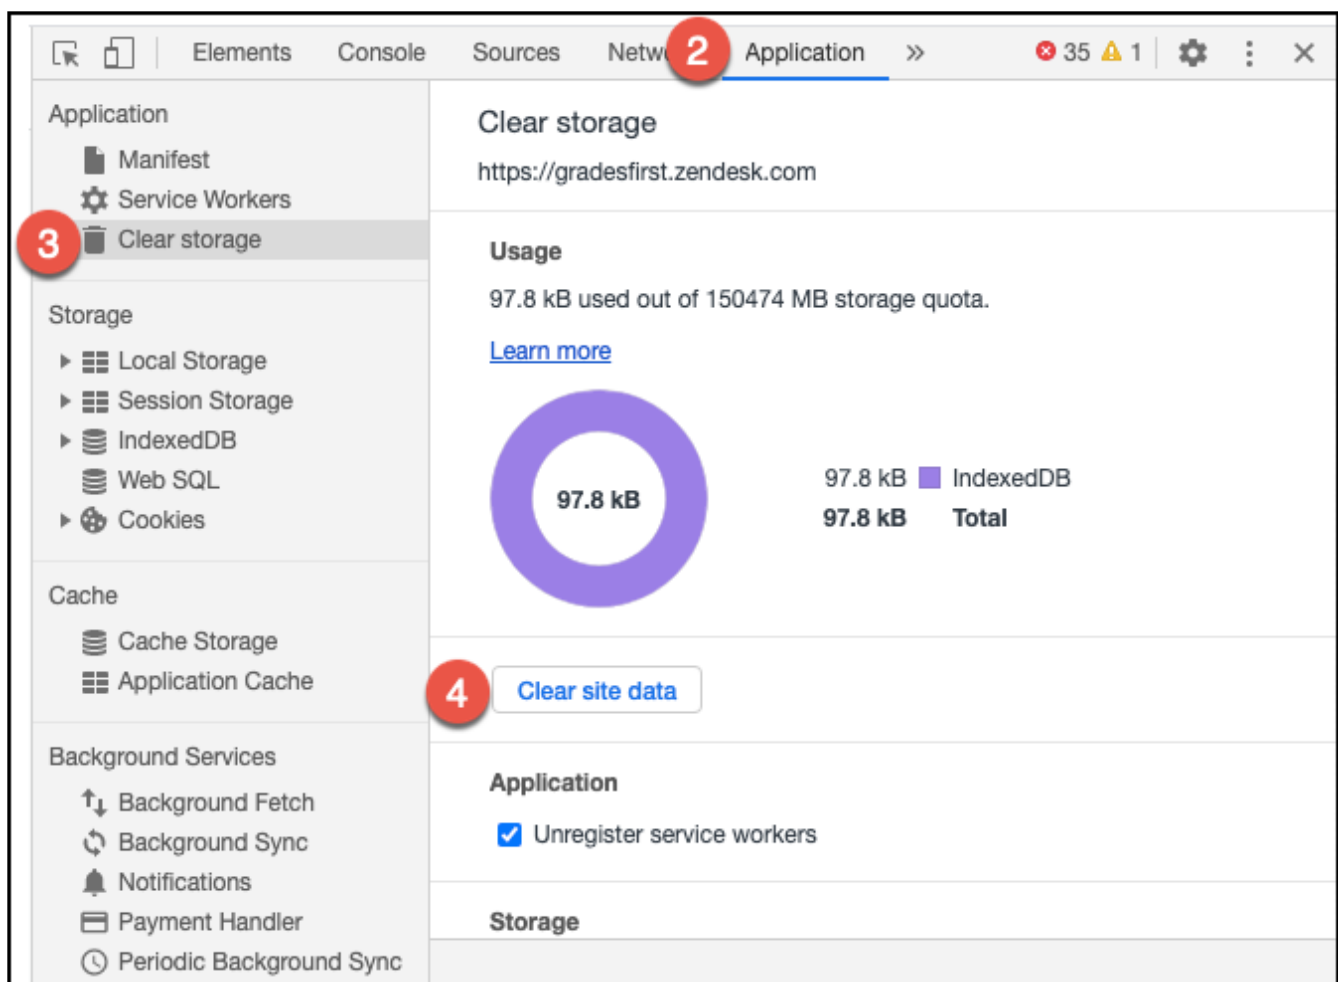 Elements Console Sources Netw 2 Application » 35 1
Application
Manifest
Service Workers
3 Clear storage
Storage
Local Storage
Session Storage
IndexedDB
Web SQL
Cookies
Cache
Cache Storage
Application Cache
Background Services
Background Fetch
Background Sync
Notifications
Payment Handler
Periodic Background Sync
Clear storage
https://gradesfirst.zendesk.com
Usage
97.8 kB used out of 150474 MB storage quota.
Learn more
97.8 kB
97.8 kB IndexedDB
97.8 kB Total
4 Clear site data
Application
Unregister service workers
Storage